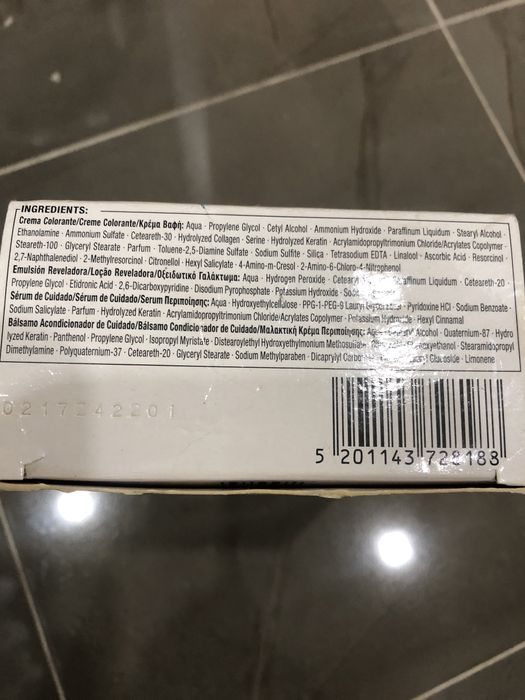 INGREDIENTS:
Crema Colorante/Creme Colorante/Κρέμα Βαφή: Aqua · Propylene Glycol · Cetyl Alcohol · Ammonium Hydroxide · Paraffinum Liquidum · Stearyl Alcohol ·
Ethanolamine · Ammonium Sulfate · Ceteareth-30 · Hydrolyzed Collagen · Serine · Hydrolyzed Keratin · Acrylamidopropyltrimonium Chloride/Acrylates Copolymer ·
Steareth-100 · Glyceryl Stearate · Parfum · Toluene-2,5-Diamine Sulfate · Sodium Sulfite · Silica · Tetrasodium EDTA · Linalool · Ascorbic Acid · Resorcinol ·
2,7-Naphthalenediol · 2-Methylresorcinol · Citronellol · Hexyl Salicylate · 4-Amino-m-Cresol · 2-Amino-6-Chloro-4-Nitrophenol
Emulsión Reveladora/Loção Reveladora/Οξειδωτικό Γαλάκτωμα: Aqua · Hydrogen Peroxide · Liquidum · Ceteareth-20 ·
Propylene Glycol · Etidronic Acid · 2,6-Dicarboxypyridine · Disodium Pyrophosphate · Potassium Hydroxide ·
Sérum de Cuidado/Sérum de Cuidado/Serum Περιποίησης: Aqua · Hydroxyethylcellulose · PPG-1-PEG-9 Lauryl · Pyridoxine HCl · Sodium Benzoate ·
Sodium Salicylate · Parfum · Hydrolyzed Keratin · Acrylamidopropyltrimonium Chloride/Acrylates Copolymer · Potassium Hydroxide · Hexyl Cinnamal
Bálsamo Acondicionador de Cuidado/Bálsamo Condicionador de Cuidado/Μαλακτική Κρέμα Περιποίησης: Alcohol · Quaternium-87 · Hydro
lyzed Keratin · Panthenol · Propylene Glycol · Isopropyl Myristate · Distearoylethyl Hydroxyethylmonium Methosulfate · Stearamidopropyl
Dimethylamine · Polyquaternium-37 · Ceteareth-20 · Glyceryl Stearate · Sodium Methylparaben · Dicaprylyl · Glucoside · Limonene
5 201143 728188